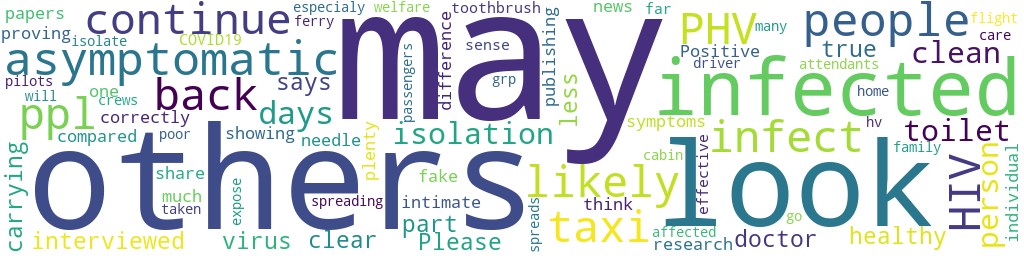 papers continue especialy welfare toothbrush news far people many flight
proving isolate COVID19 ferry may difference sense publishing PHV Positive true clean care
asymptomatic says passengers grp less driver attendants
pilots will one crews back days infected home
ppl correctly isolation symptoms infect hv toilet
compared poor showing needle plenty cabin effective family
carrying others share fake likely look HIV person individual
much taken expose spreading intimate think go
interviewed virus clear part Please spreads taxi affected research doctor healthy